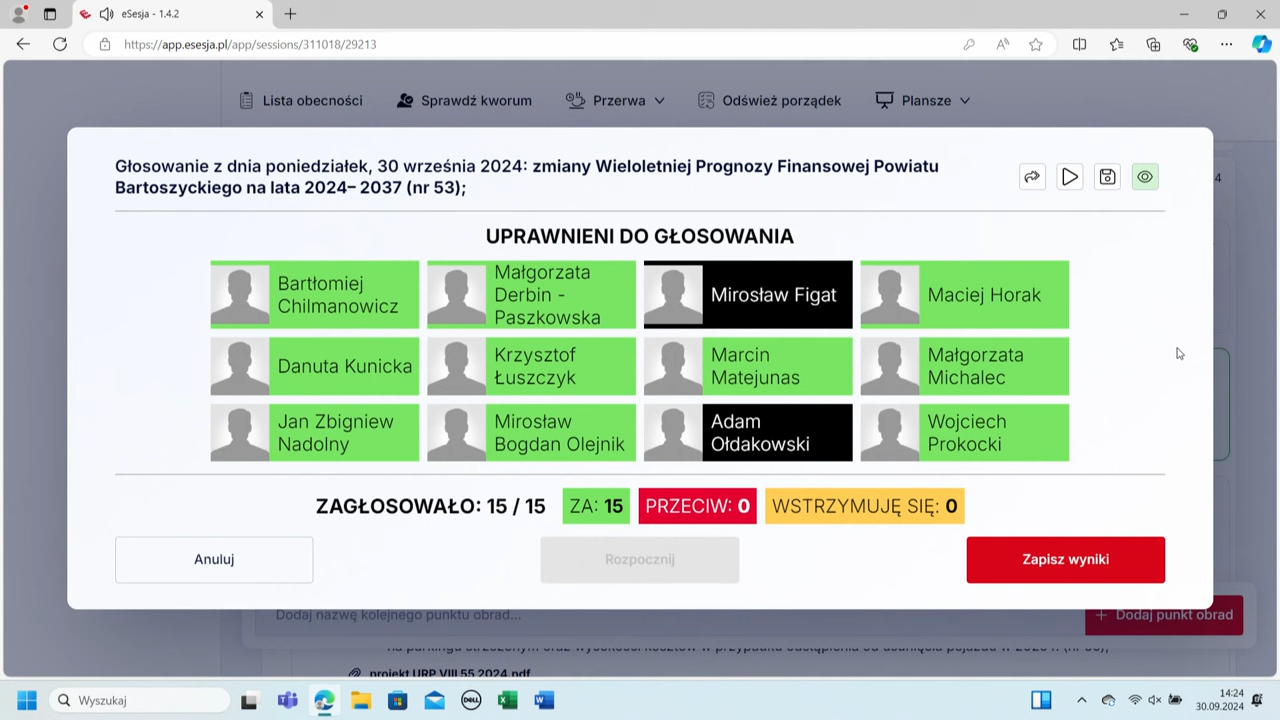 eSesja - 1.4.2
https://app.esesja.pl/app/sessions/311018/29213
Lista obecności
Sprawdź kworum
Przerwa
Odśwież porządek
Plansze
Głosowanie z dnia poniedziałek, 30 września 2024: zmiany Wieloletniej Prognozy Finansowej Powiatu
Bartoszyckiego na lata 2024– 2037 (nr 53);
UPRAWNIENI DO GŁOSOWANIA
Bartłomiej
Chilmanowicz
Małgorzata
Derbin -
Paszkowska
Mirosław Figat
Maciej Horak
Danuta Kunicka
Krzysztof
Łuszczyk
Marcin
Matejunas
Małgorzata
Michalec
Jan Zbigniew
Nadolny
Mirosław
Bogdan Olejnik
Adam
Ołdakowski
Wojciech
Prokocki
ZAGŁOSOWAŁO: 15 / 15
ZA: 15
PRZECIW: 0
WSTRZYMUJĘ SIĘ: 0
Anuluj
Rozpocznij
Zapisz wyniki
Dodaj nazwę kolejnego punktu obrad...
+ Dodaj punkt obrad
projekt URP VIII 55 2024.pdf
Wyszukaj
DELL
14:24
30.09.2024